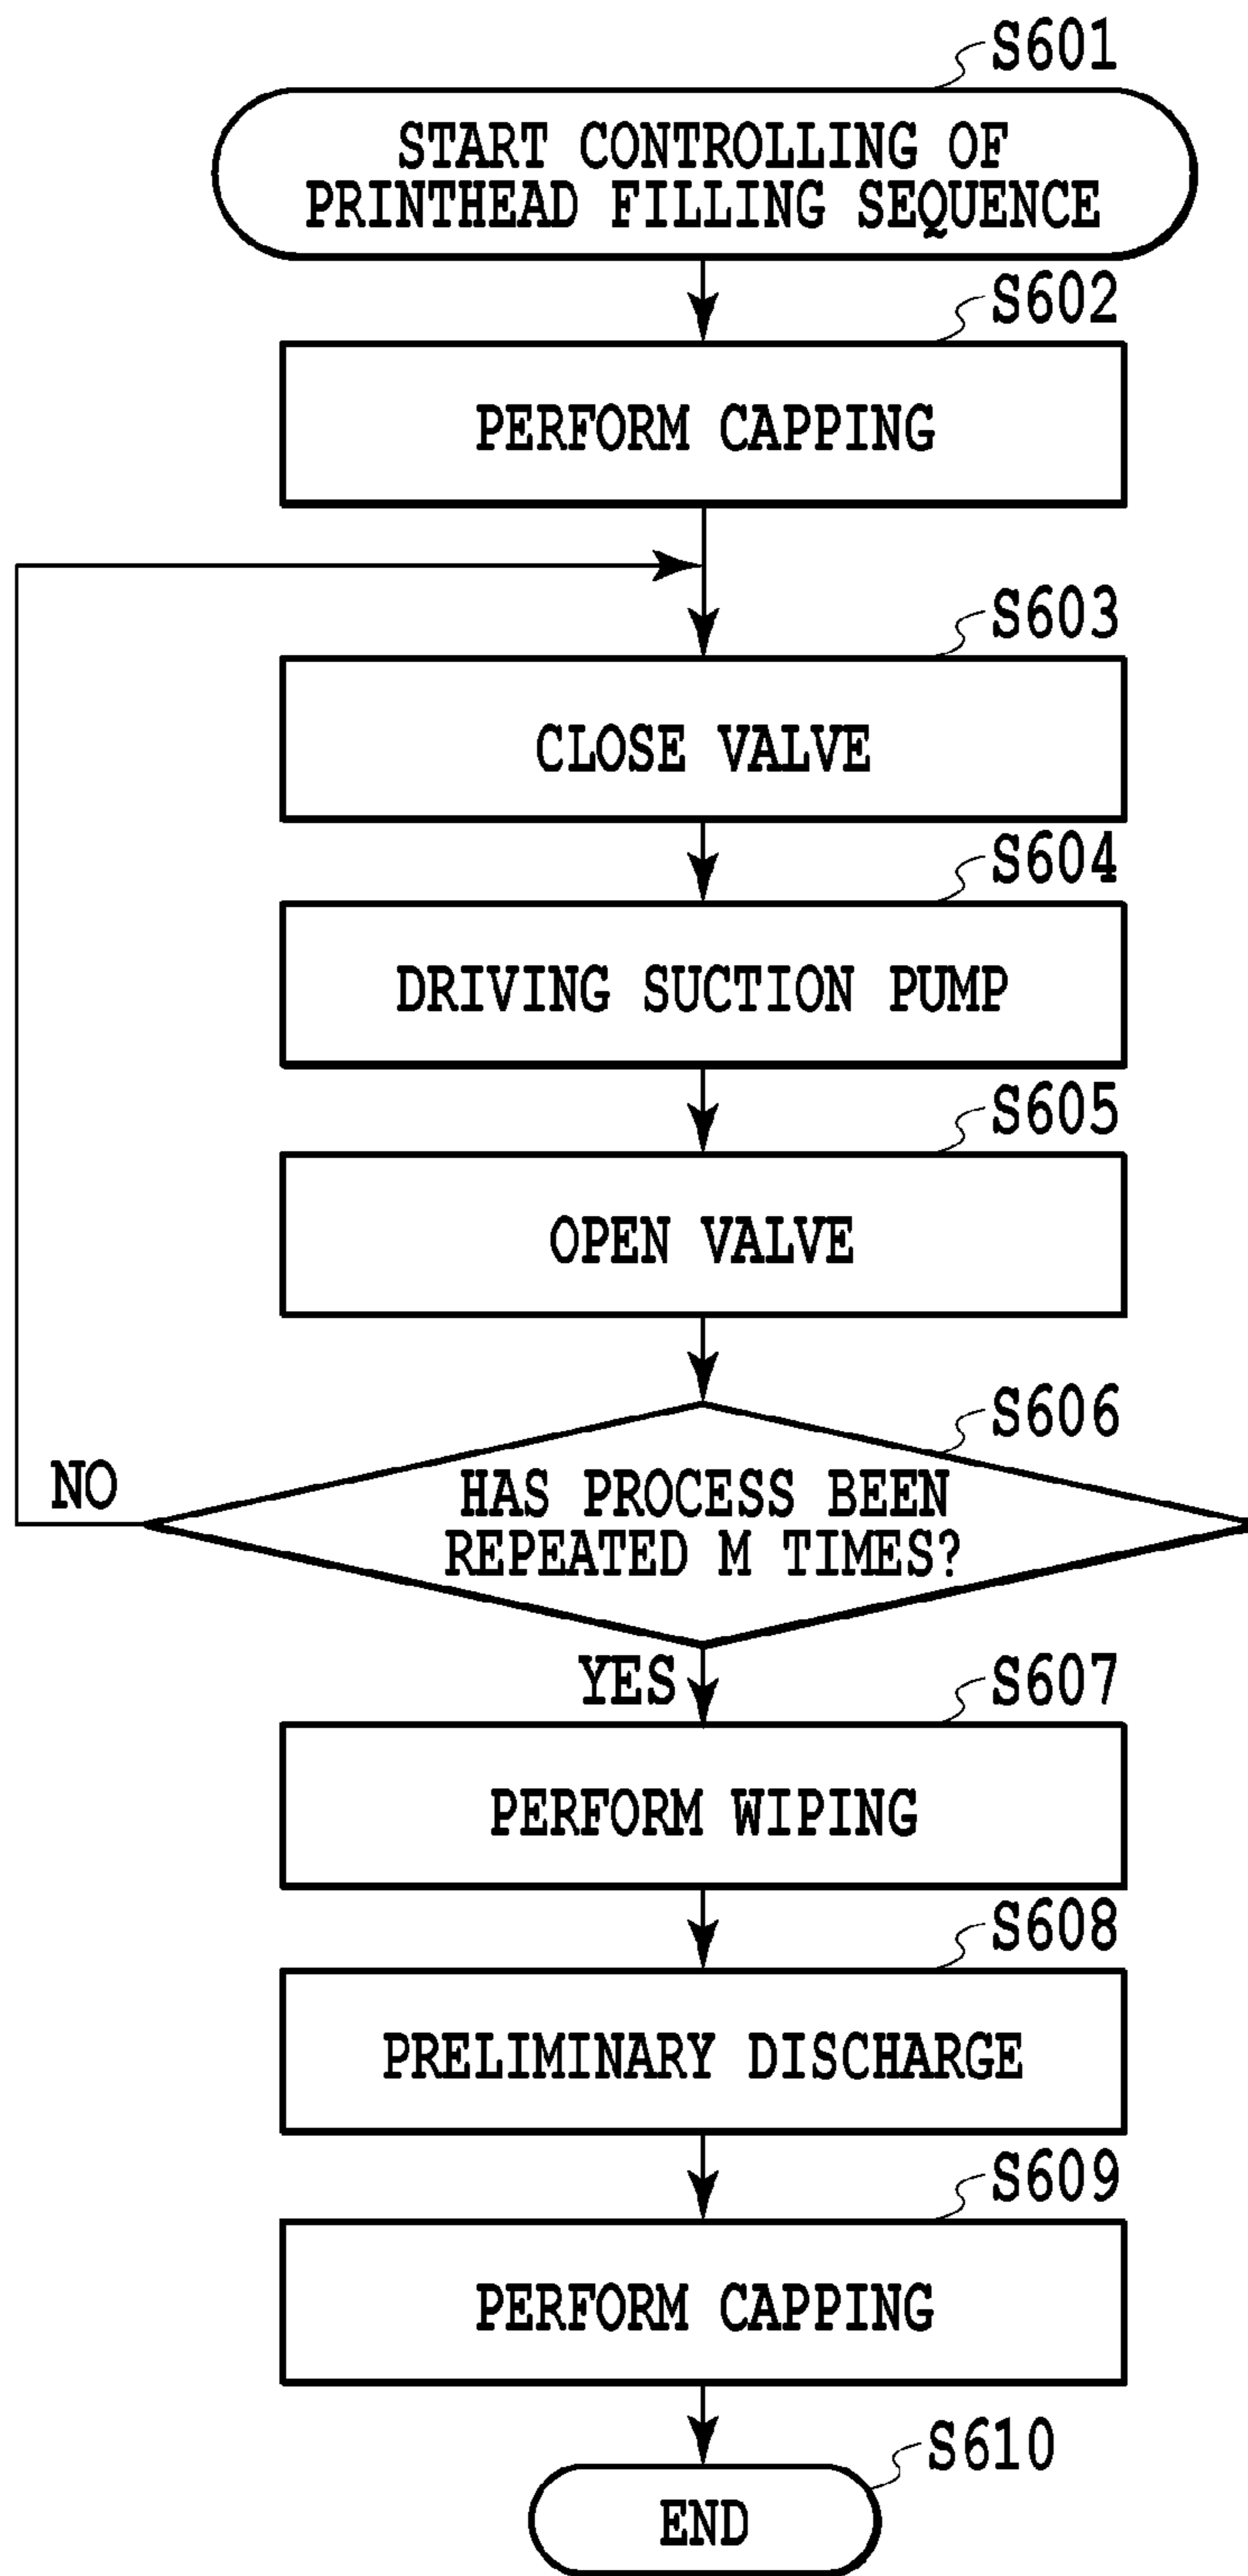 S601
START CONTROLLING OF
PRINTHEAD FILLING SEQUENCE
S602
PERFORM CAPPING
S603
CLOSE VALVE
S604
DRIVING SUCTION PUMP
S605
OPEN VALVE
S606
HAS PROCESS BEEN
REPEATED M TIMES?
NO
YES
S607
PERFORM WIPING
S608
PRELIMINARY DISCHARGE
S609
PERFORM CAPPING
S610
END